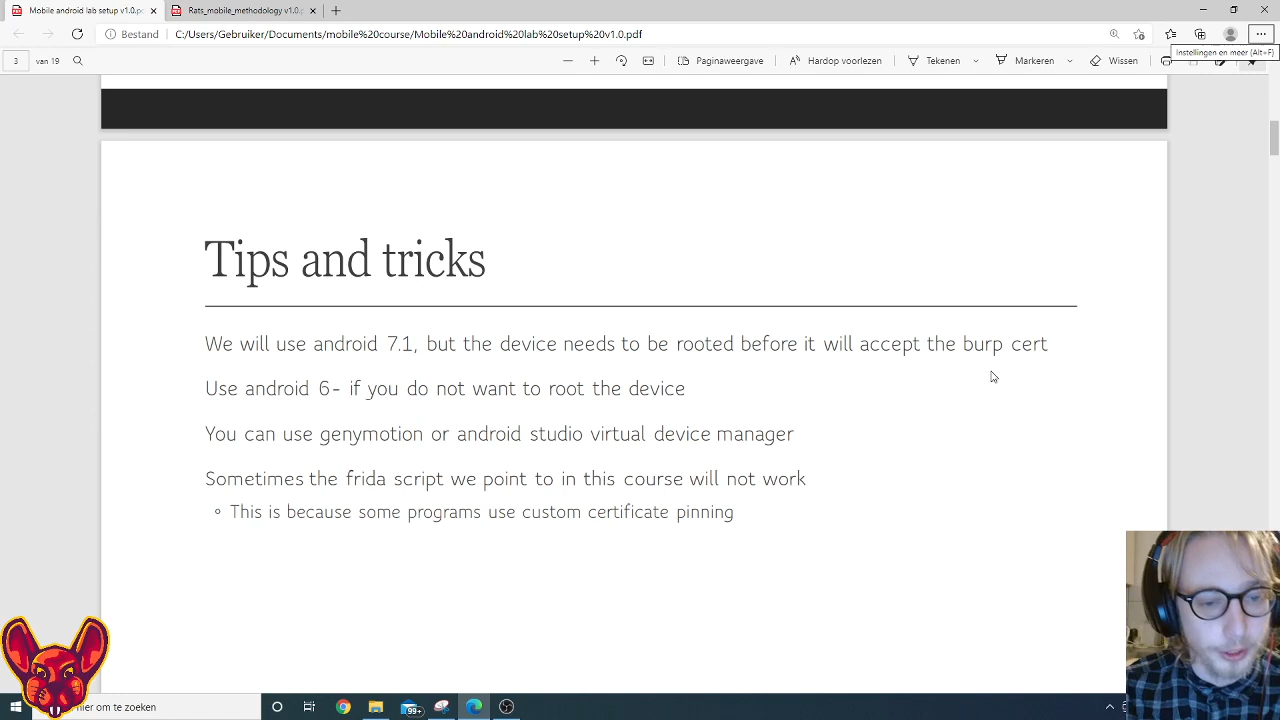 Mobile android lab setup v1.0.p
Rats_mobile_methodology v1.0.
Bestand
C:/Users/Gebruiker/Documents/mobile%20course/Mobile%20android%20lab%20setup%20v1.0.pdf
Instellingen en meer (Alt+F)
3
van 19
Paginaweergave
Hardop voorlezen
Tekenen
Markeren
Wissen
Tips and tricks
We will use android 7.1, but the device needs to be rooted before it will accept the burp cert
Use android 6- if you do not want to root the device
You can use genymotion or android studio virtual device manager
Sometimes the frida script we point to in this course will not work
◦ This is because some programs use custom certificate pinning
hier om te zoeken
99+